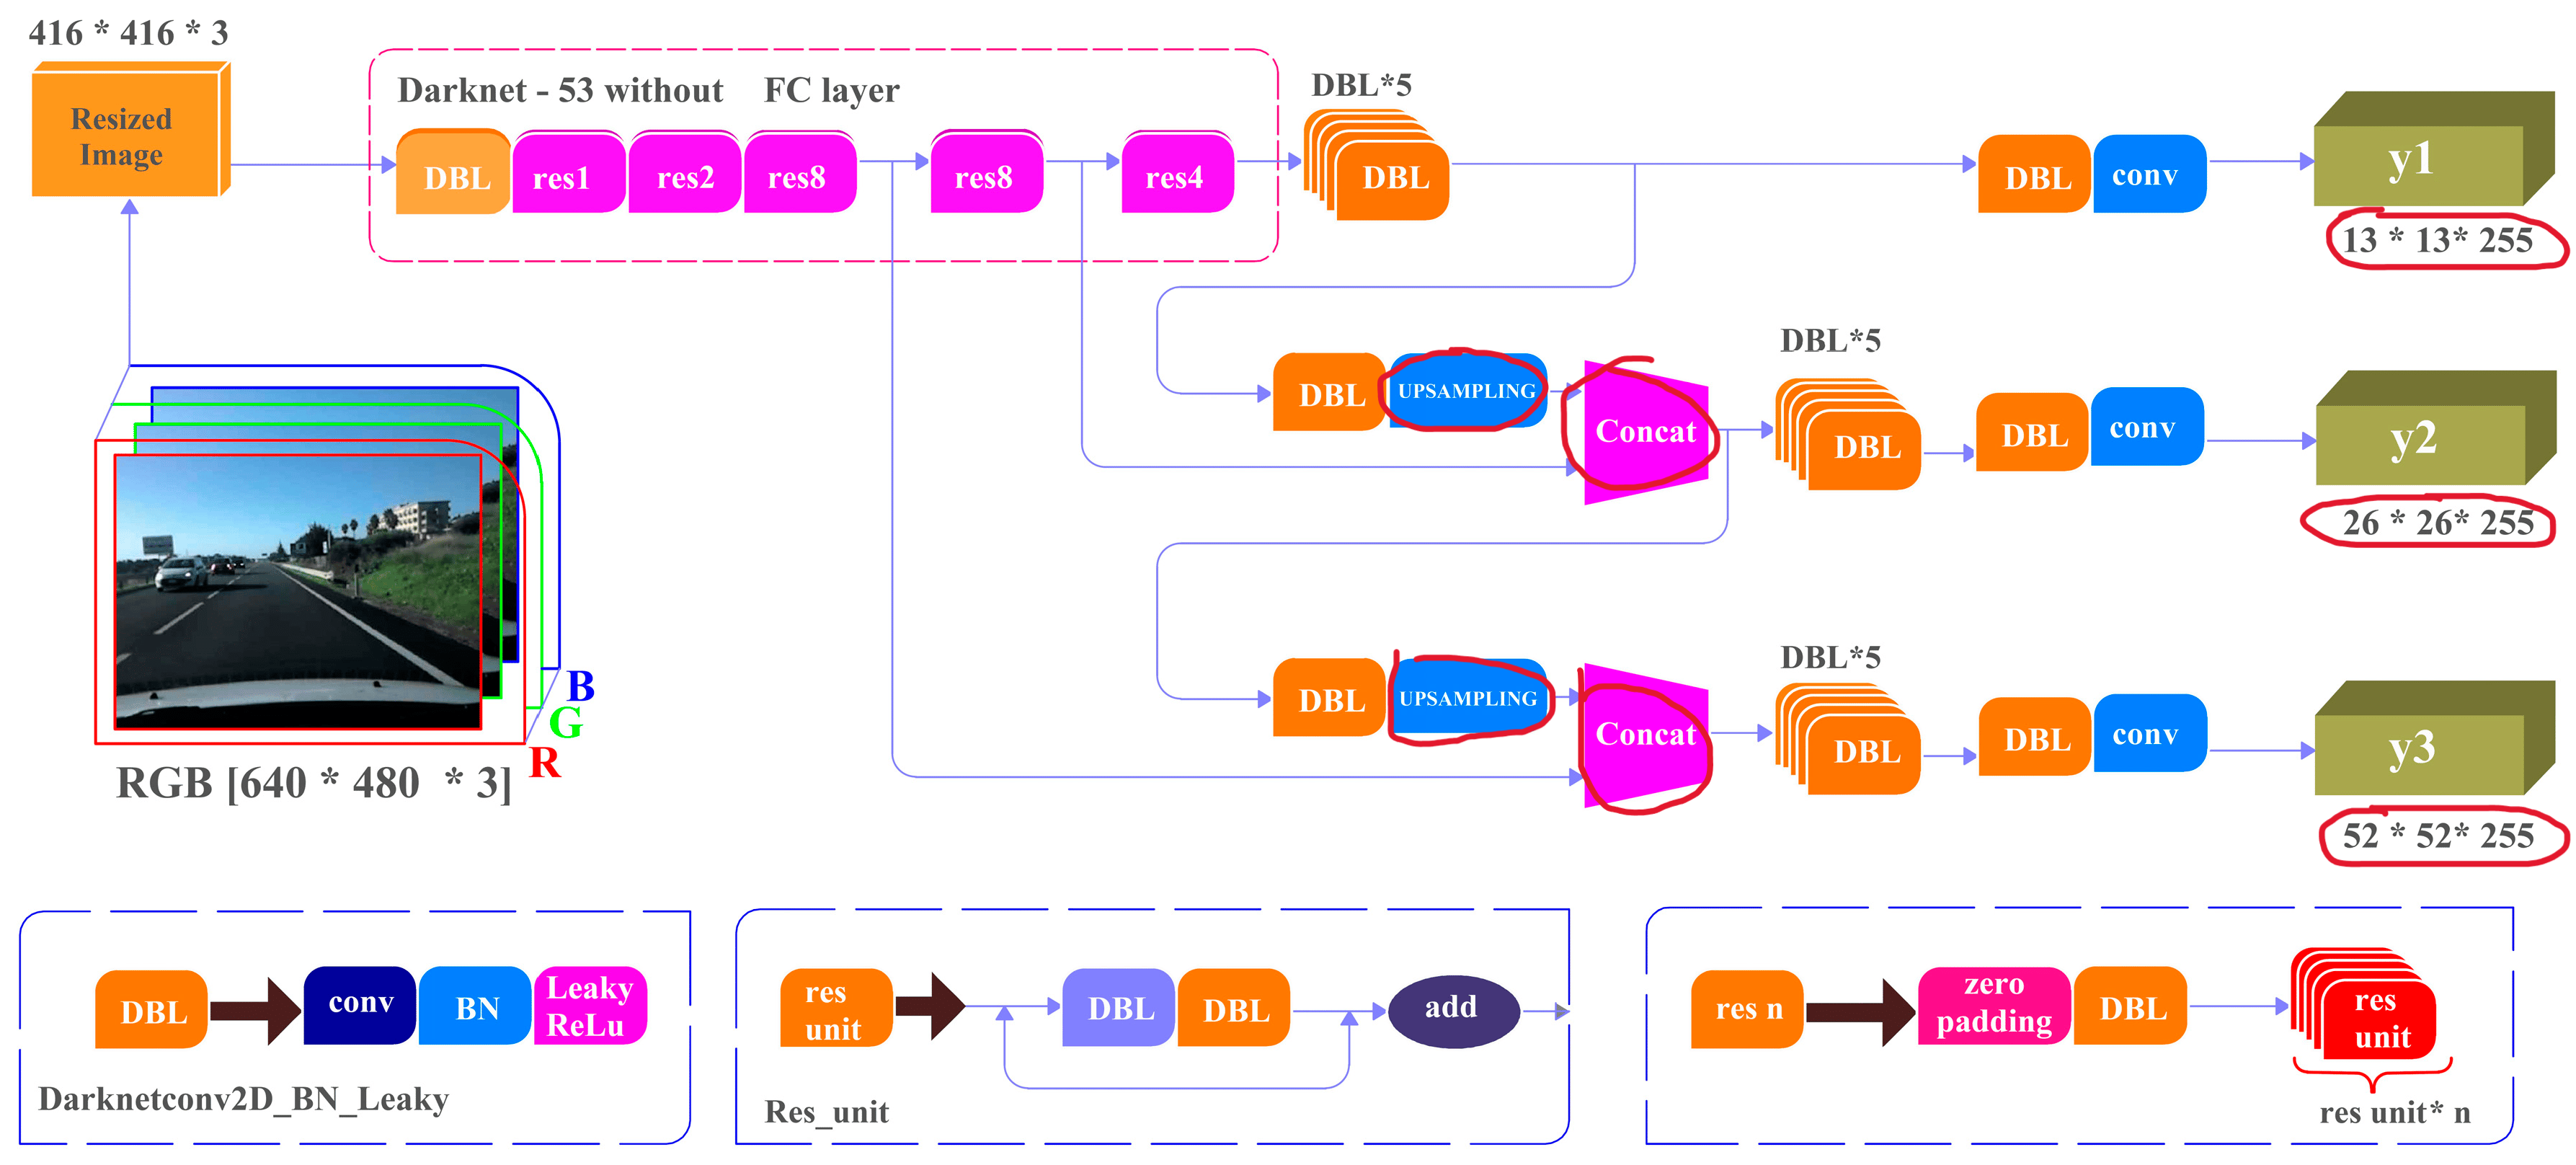 416 * 416 * 3
Resized
Image
Darknet - 53 without FC layer
DBL
res1
res2
res8
res8
res4
DBL*5
DBL
DBL
conv
y1
13 * 13* 255
DBL
UPSAMPLING
Concat
DBL*5
DBL
DBL
conv
y2
26 * 26* 255
DBL
UPSAMPLING
Concat
DBL*5
DBL
DBL
conv
y3
52 * 52* 255
B
G
R
RGB [640 * 480 * 3]
DBL
conv
BN
Leaky
ReLu
Darknetconv2D_BN_Leaky
res
unit
DBL
DBL
add
Res_unit
res n
zero
padding
DBL
res
unit
res unit* n